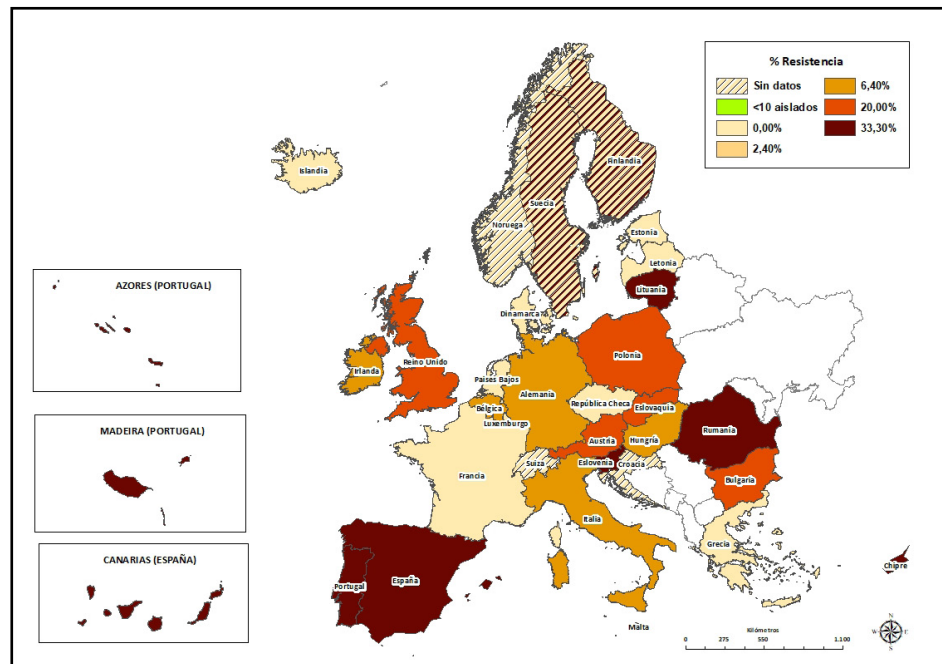 % Resistencia
Sin datos
<10 aislados
0,00%
2,40%
6,40%
20,00%
33,30%
Islandia
Noruega
Suecia
Finlandia
Estonia
Letonia
Lituania
Dinamarca
Irlanda
Reino Unido
Países Bajos
Bélgica
Luxemburgo
Alemania
Polonia
República Checa
Eslovaquia
Austria
Hungría
Rumanía
Suiza
Eslovenia
Croacia
Bulgaria
Francia
Italia
Grecia
Chipre
Portugal
España
Malta
AZORES (PORTUGAL)
MADEIRA (PORTUGAL)
CANARIAS (ESPAÑA)
Kilómetros
0 275 550 1.100
N
W E
S